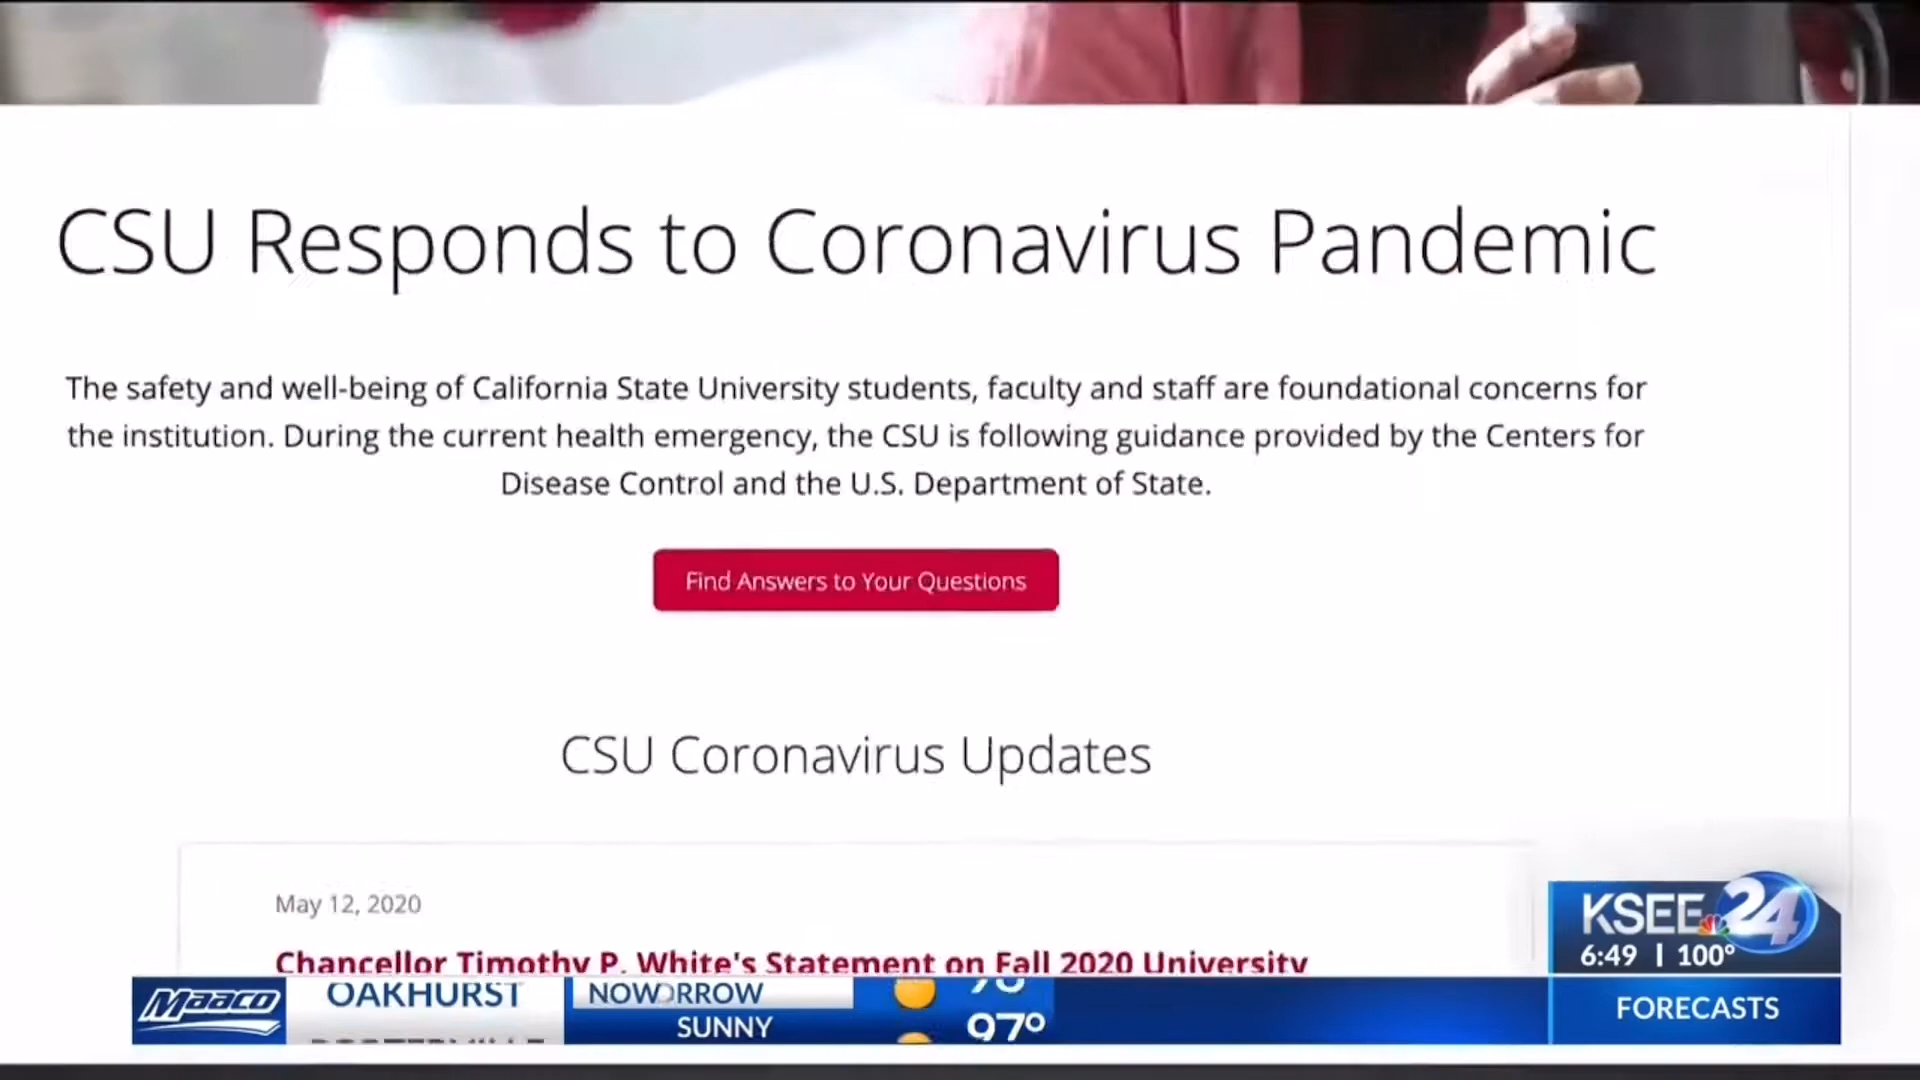 CSU Responds to Coronavirus Pandemic
The safety and well-being of California State University students, faculty and staff are foundational concerns for
the institution. During the current health emergency, the CSU is following guidance provided by the Centers for
Disease Control and the U.S. Department of State.
Find Answers to Your Questions
CSU Coronavirus Updates
May 12, 2020
Chancellor Timothy P. White's Statement on Fall 2020 University
KSEE 24
6:49 | 100°
Maaco
OAKHURST
SUNNY
97°
FORECASTS